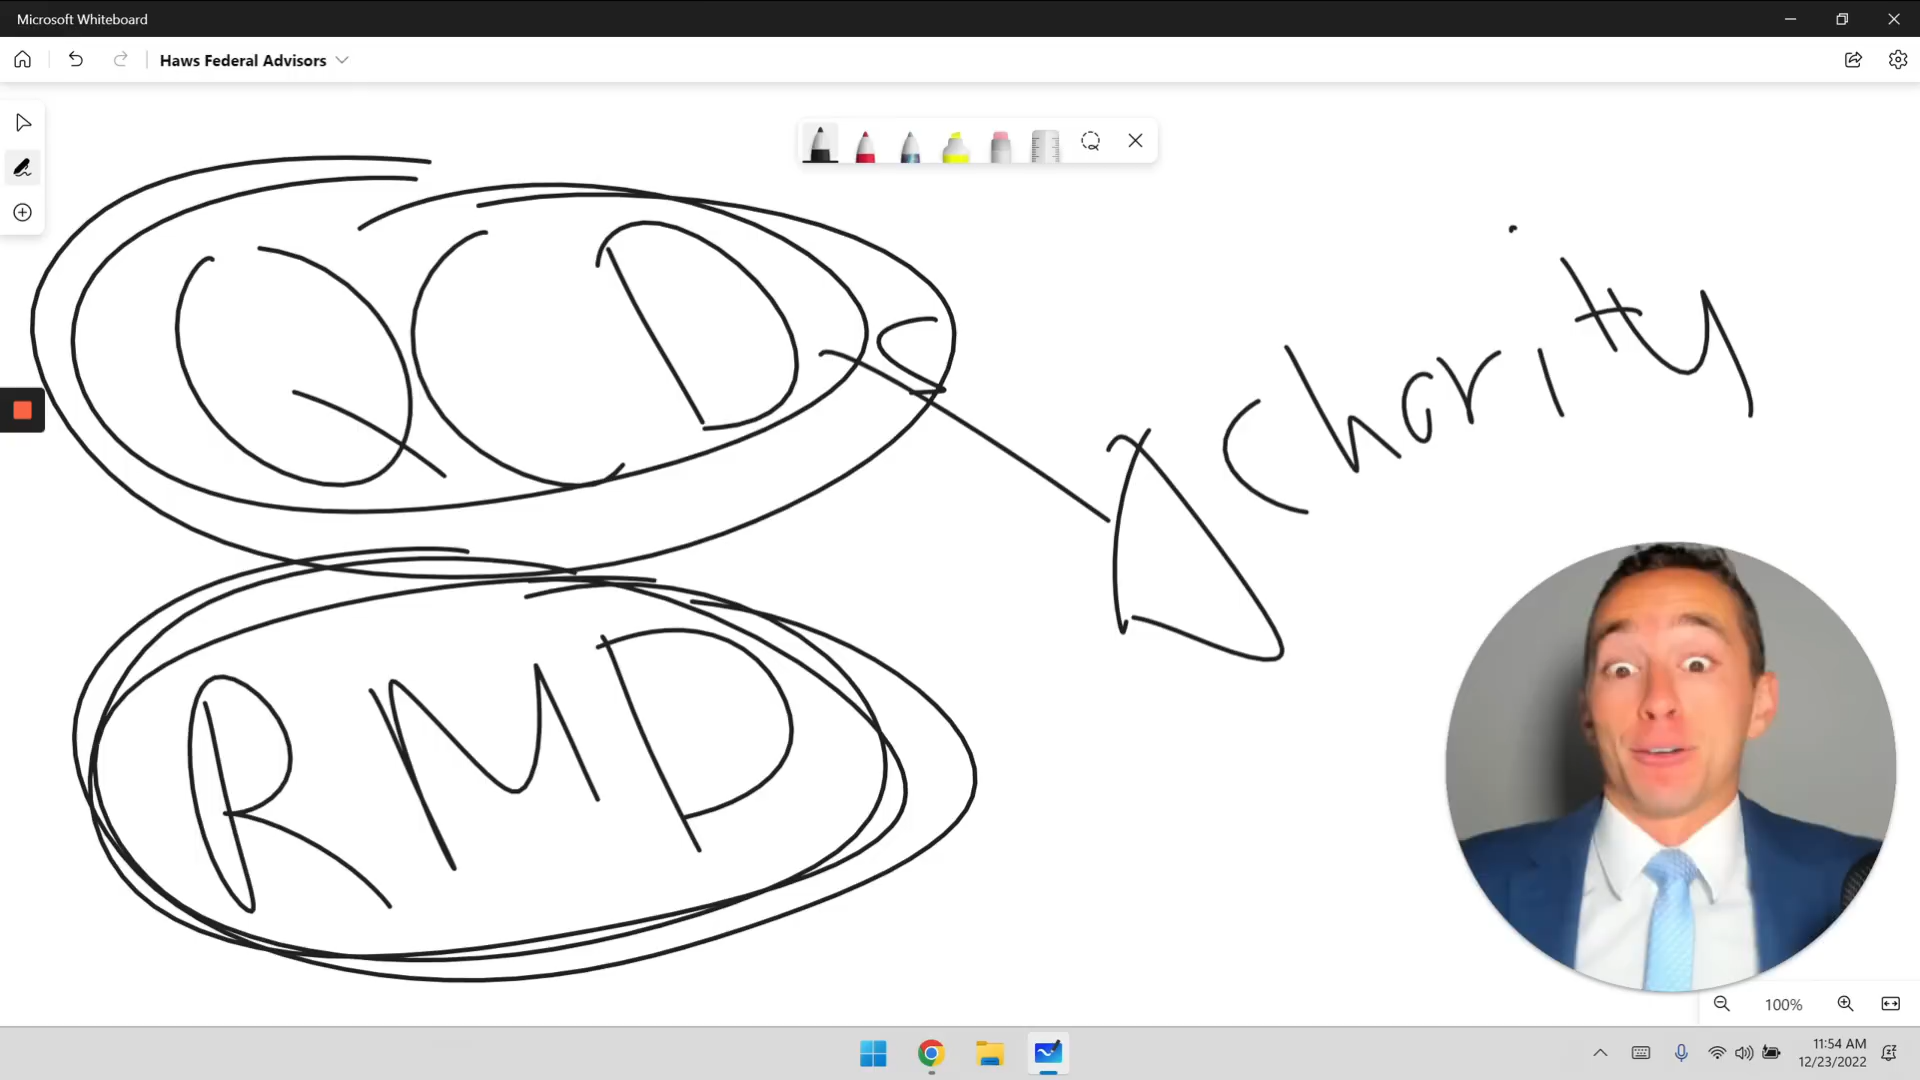 Microsoft Whiteboard
Haws Federal Advisors
QCD
charity
RMD
100%
11:54 AM
12/23/2022